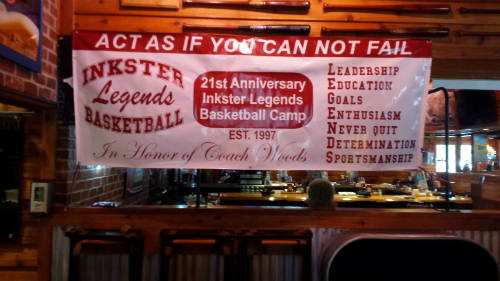 ACT AS IF YOU CAN NOT FAIL
INKSTER
Legends
BASKETBALL
21st Anniversary
Inkster Legends
Basketball Camp
EST. 1997
In Honor of Coach Woods
LEADERSHIP
EDUCATION
GOALS
ENTHUSIASM
NEVER QUIT
DETERMINATION
SPORTSMANSHIP